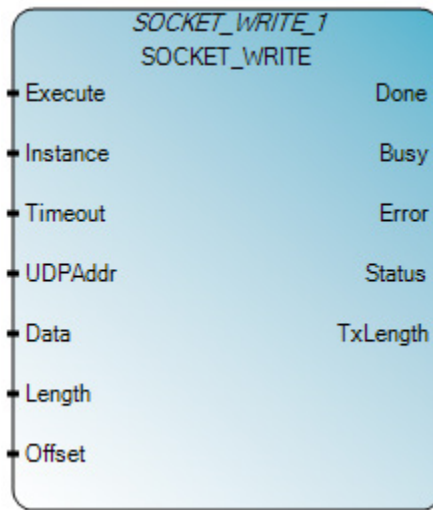 SOCKET_WRITE_1
SOCKET_WRITE
Execute Done
Instance Busy
Timeout Error
UDPAddr Status
Data TxLength
Length
Offset